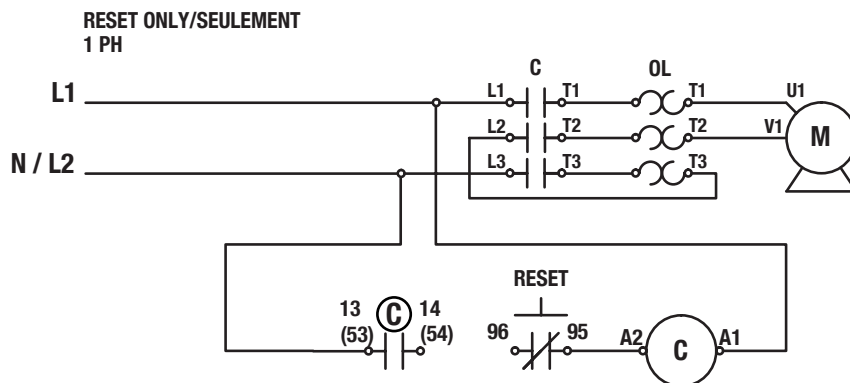 RESET ONLY/SEULEMENT
1 PH
C OL
L1 L1 T1 T1 U1
L2 T2 T2 V1 M
N / L2 L3 T3 T3
RESET
13 C 14 96 95 A2 C A1
(53) (54)